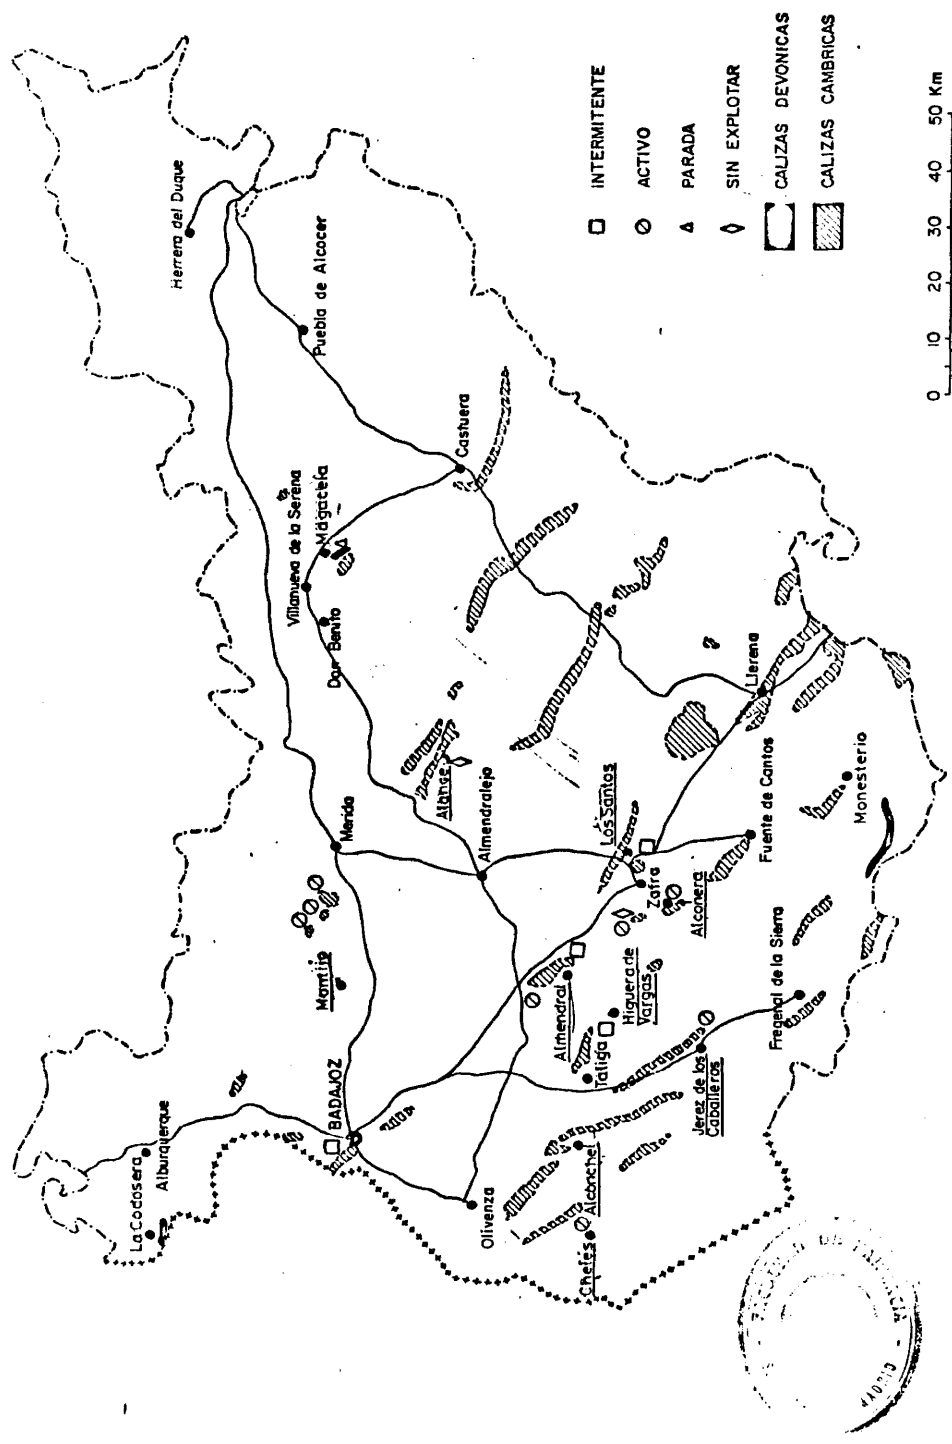 Herrera del Duque
Puebla de Alcocer
Castuera
Villanueva de la Serena
Magacela
Don Benito
Merida
Alange
Almendralejo
Los Santos
Llerena
Fuente de Cantos
Monesterio
Zafra
Alconera
Montijo
BADAJOZ
Almendral
Higuera de
Vargas
Táliga
Jerez de los
Caballeros
Fregenal de la Sierra
La Codosera
Alburquerque
Olivenza
Alconchel
Cheles
INTERMITENTE
ACTIVO
PARADA
SIN EXPLOTAR
CALIZAS DEVONICAS
CALIZAS CAMBRICAS
0 10 20 30 40 50 Km
MADRID